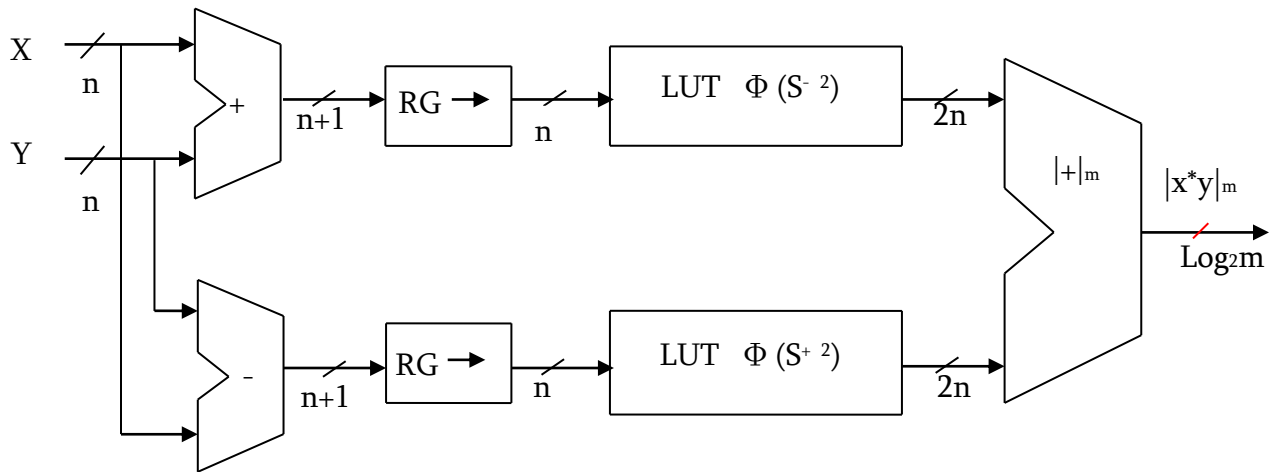 X
n
Y
n
+
n+1
RG
n
LUT Φ (S⁻ ²)
2n
|+|ₘ
|x*y|ₘ
Log₂m
-
n+1
RG
n
LUT Φ (S⁺ ²)
2n